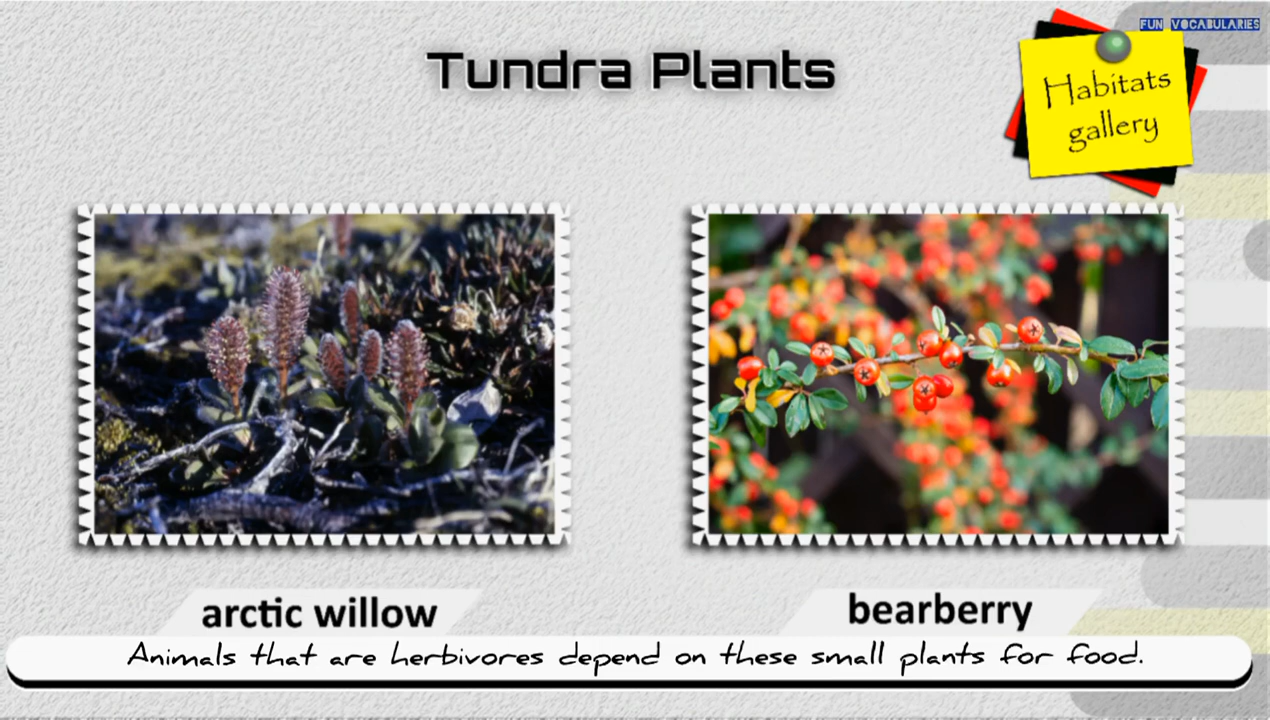 FUN VOCABULARIES
Tundra Plants
Habitats
gallery
arctic willow
bearberry
Animals that are herbivores depend on these small plants for food.